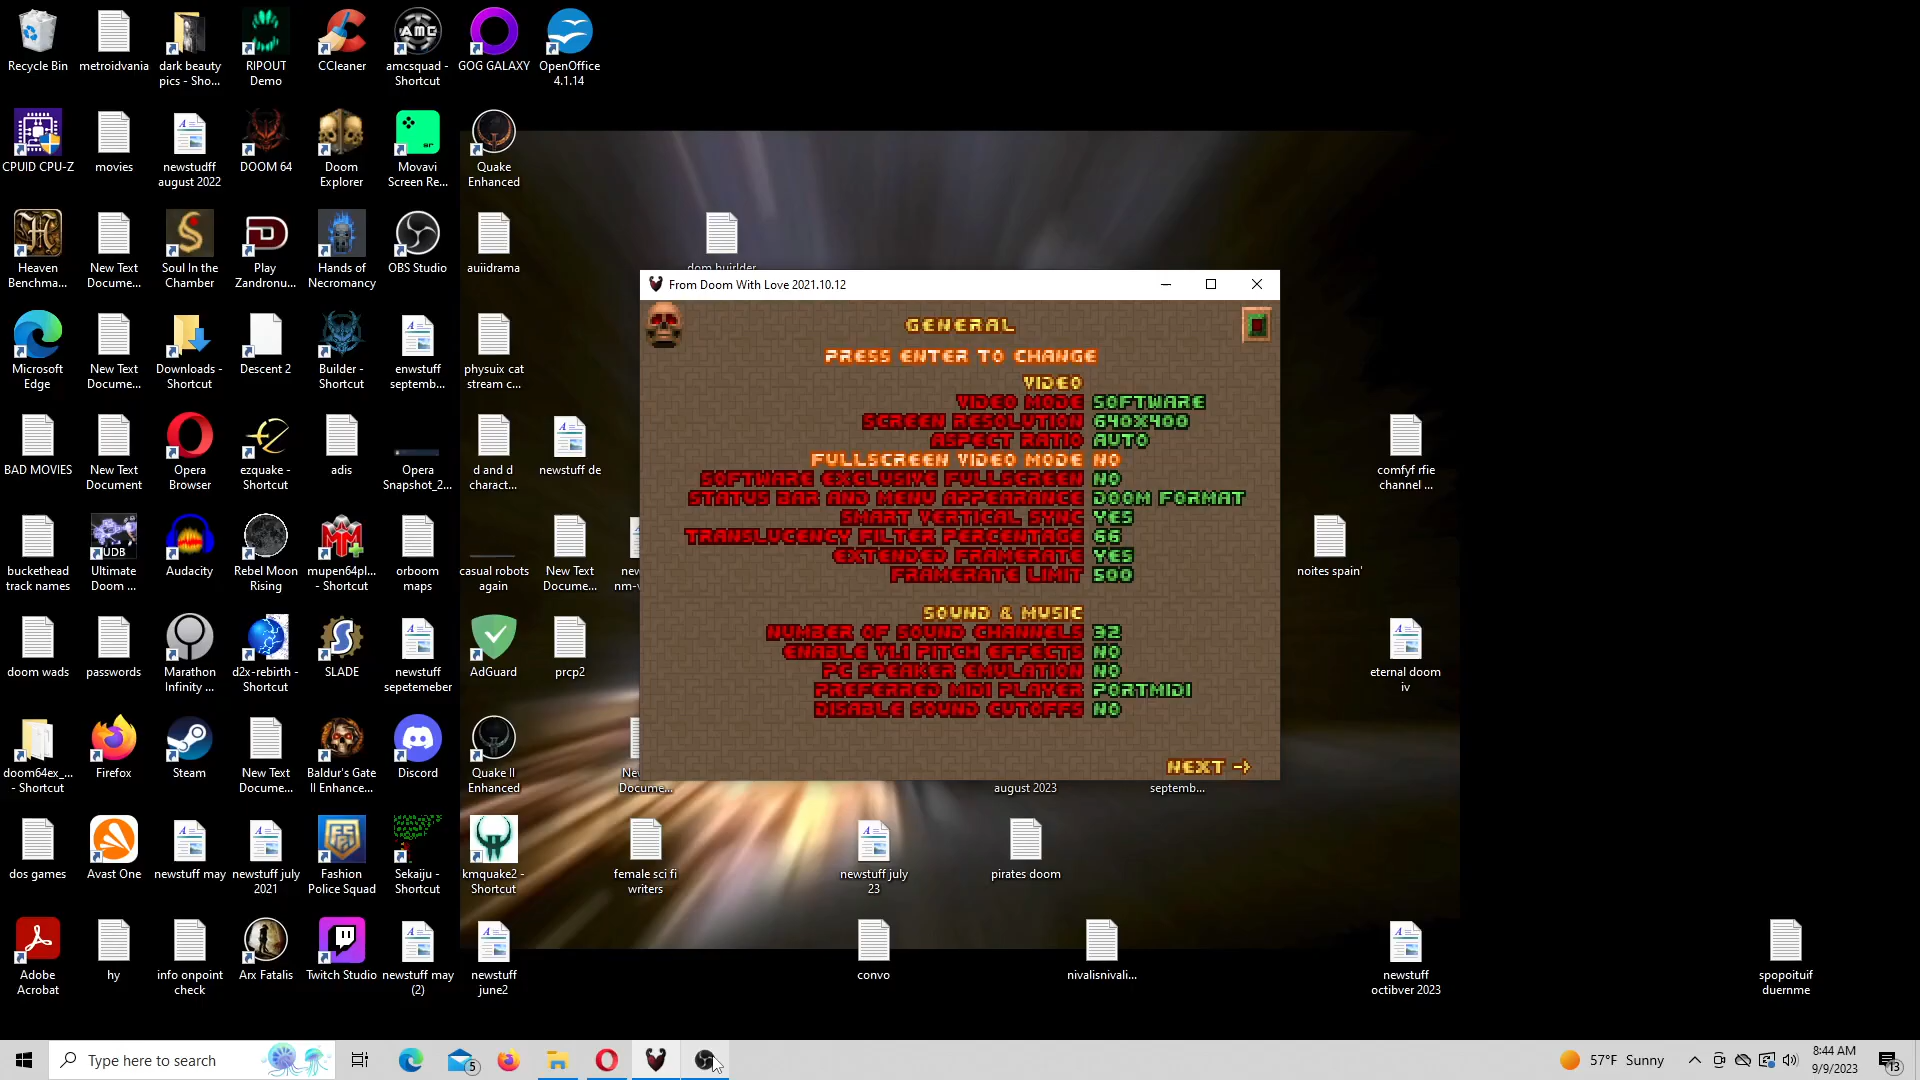 Recycle Bin
metroidvania
dark beauty
pics - Sho...
RIPOUT
Demo
CCleaner
amcsquad -
Shortcut
GOG GALAXY
OpenOffice
4.1.14
CPUID CPU-Z
movies
newstudff
august 2022
DOOM 64
Doom
Explorer
Movavi
Screen Re...
Quake
Enhanced
Heaven
Benchma...
New Text
Docume...
Soul In the
Chamber
Play
Zandronu...
Hands of
Necromancy
OBS Studio
auiidrama
dom buirlder
Microsoft
Edge
New Text
Docume...
Downloads -
Shortcut
Descent 2
Builder -
Shortcut
enwstuff
septemb...
physuix cat
stream c...
BAD MOVIES
New Text
Document
Opera
Browser
ezquake -
Shortcut
adis
Opera
Snapshot_2...
d and d
charact...
newstuff de
comfyf rfie
channel ...
buckethead
track names
UDB
Ultimate
Doom ...
Audacity
Rebel Moon
Rising
mupen64pl...
- Shortcut
orboom
maps
casual robots
again
New Text
Docume...
new
nm-v
noites spain'
doom wads
passwords
Marathon
Infinity ...
d2x-rebirth -
Shortcut
SLADE
newstuff
sepetemeber
AdGuard
prcp2
eternal doom
iv
doom64ex_...
- Shortcut
Firefox
Steam
New Text
Docume...
Baldur's Gate
II Enhance...
Discord
Quake II
Enhanced
Ne
Docume...
august 2023
septemb...
dos games
Avast One
newstuff may
newstuff july
2021
Fashion
Police Squad
Sekaiju -
Shortcut
kmquake2 -
Shortcut
female sci fi
writers
newstuff july
23
pirates doom
Adobe
Acrobat
hy
info onpoint
check
Arx Fatalis
Twitch Studio
newstuff may
(2)
newstuff
june2
convo
nivalisnivali...
newstuff
octibver 2023
spopoituif
duernme
From Doom With Love 2021.10.12
GENERAL
PRESS ENTER TO CHANGE
VIDEO
VIDEO MODE SOFTWARE
SCREEN RESOLUTION 640X400
ASPECT RATIO AUTO
FULLSCREEN VIDEO MODE NO
SOFTWARE EXCLUSIVE FULLSCREEN NO
STATUS BAR AND MENU APPEARANCE DOOM FORMAT
SMART VERTICAL SYNC YES
TRANSLUCENCY FILTER PERCENTAGE 66
EXTENDED FRAMERATE YES
FRAMERATE LIMIT 500
SOUND & MUSIC
NUMBER OF SOUND CHANNELS 32
ENABLE V1.1 PITCH EFFECTS NO
PC SPEAKER EMULATION NO
PREFERRED MIDI PLAYER PORTMIDI
DISABLE SOUND CUTOFFS NO
NEXT ->
Type here to search
5
57°F Sunny
8:44 AM
9/9/2023
13